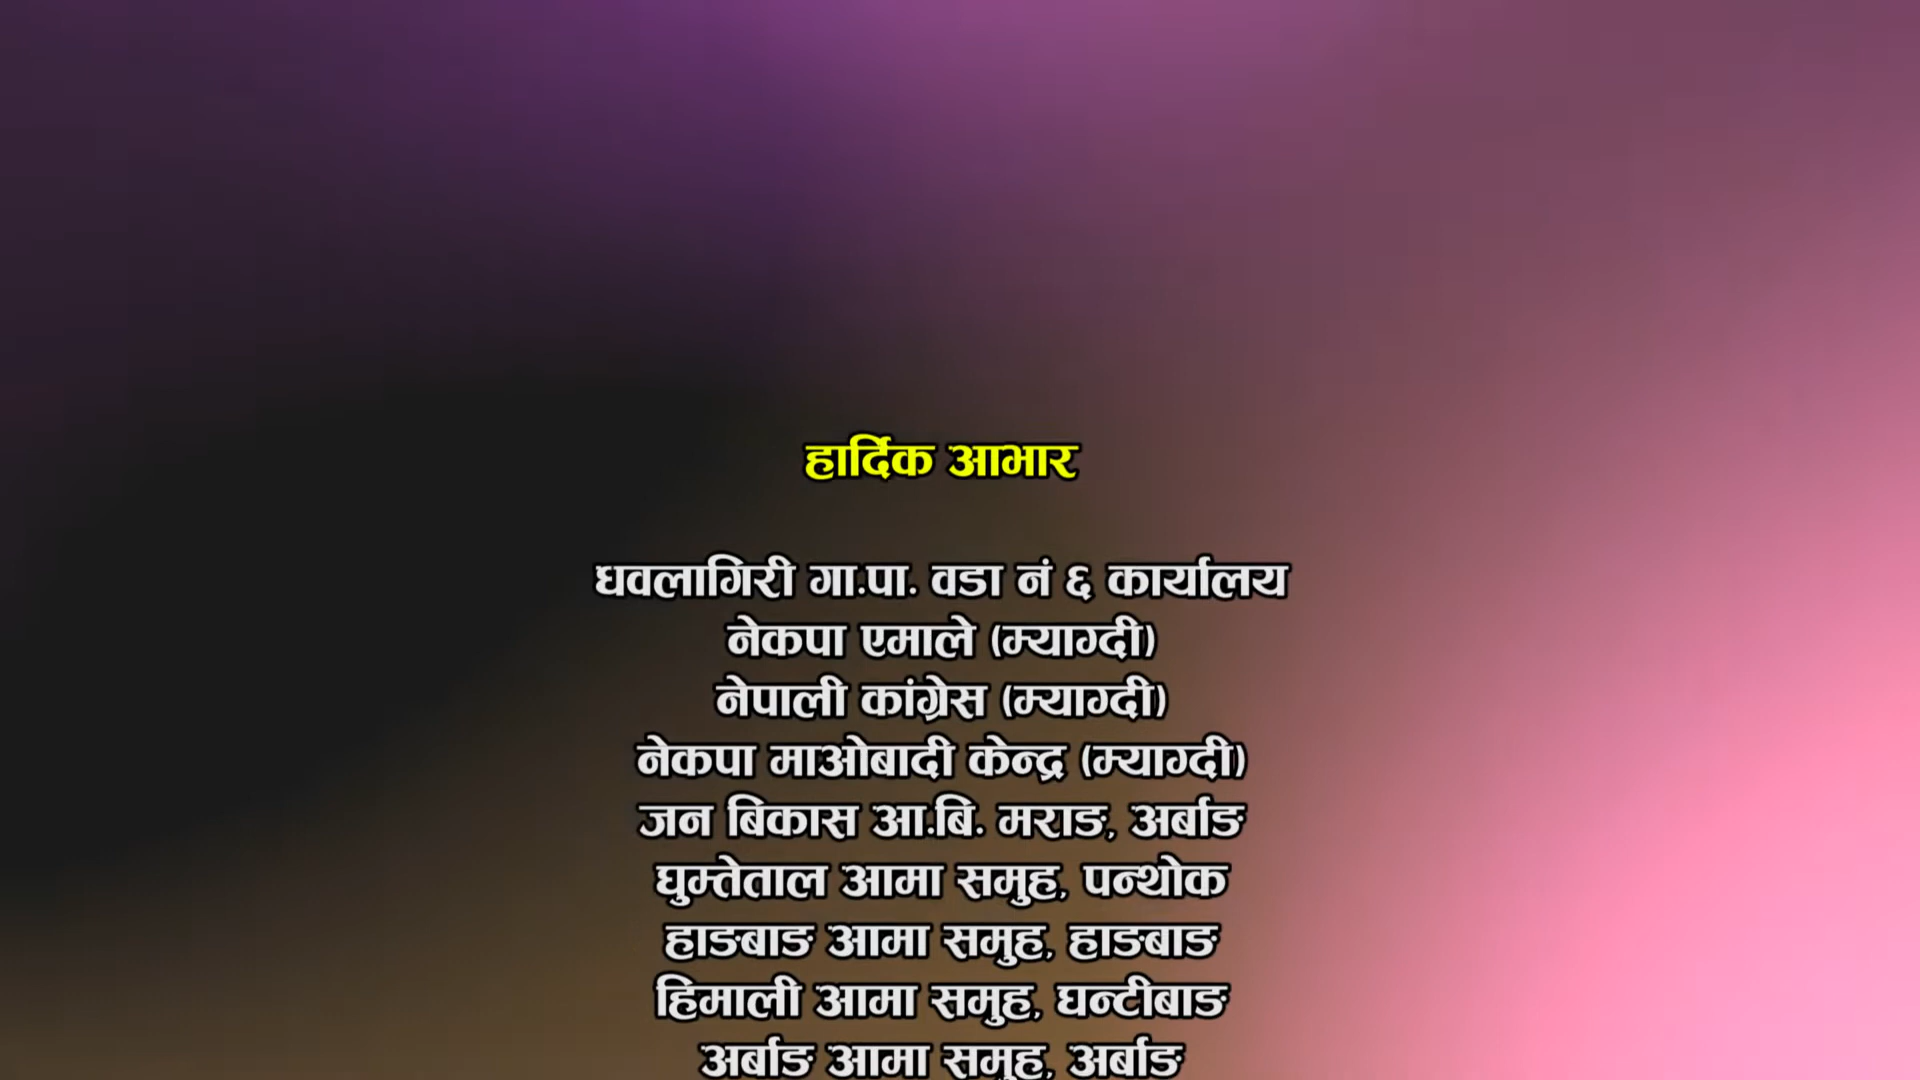 हार्दिक आभार
धवलागिरी गा.पा. वडा नं ६ कार्यालय
नेकपा एमाले (म्याग्दी)
नेपाली कांग्रेस (म्याग्दी)
नेकपा माओबादी केन्द्र (म्याग्दी)
जन बिकास आ.बि. मराङ, अर्बाङ
घुम्तेताल आमा समुह, पन्थोक
हाङबाङ आमा समुह, हाङबाङ
हिमाली आमा समुह, घन्टीबाङ
अर्बाङ आमा समुह, अर्बाङ